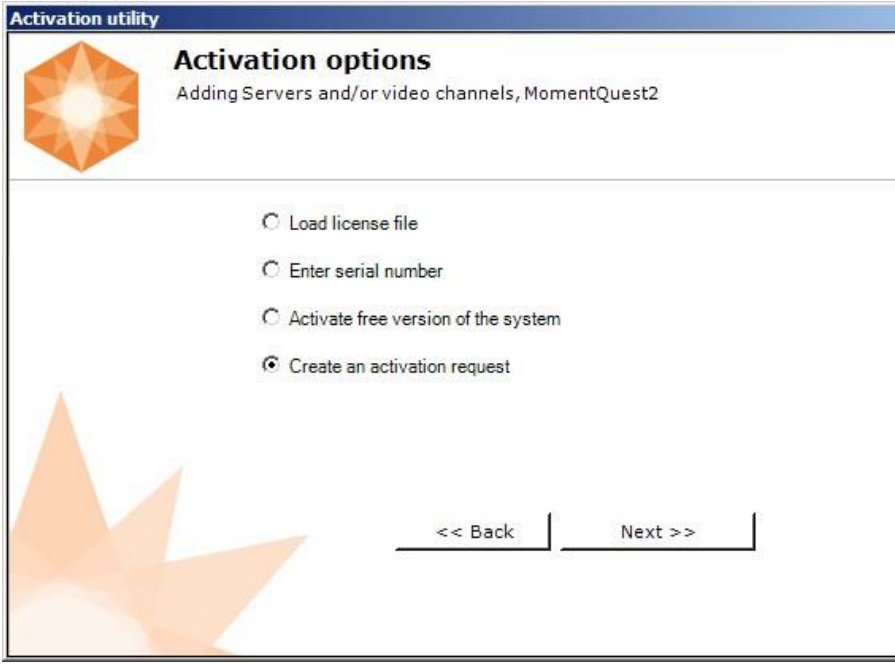 Activation utility
Activation options
Adding Servers and/or video channels, MomentQuest2
Load license file
Enter serial number
Activate free version of the system
Create an activation request
<< Back
Next >>